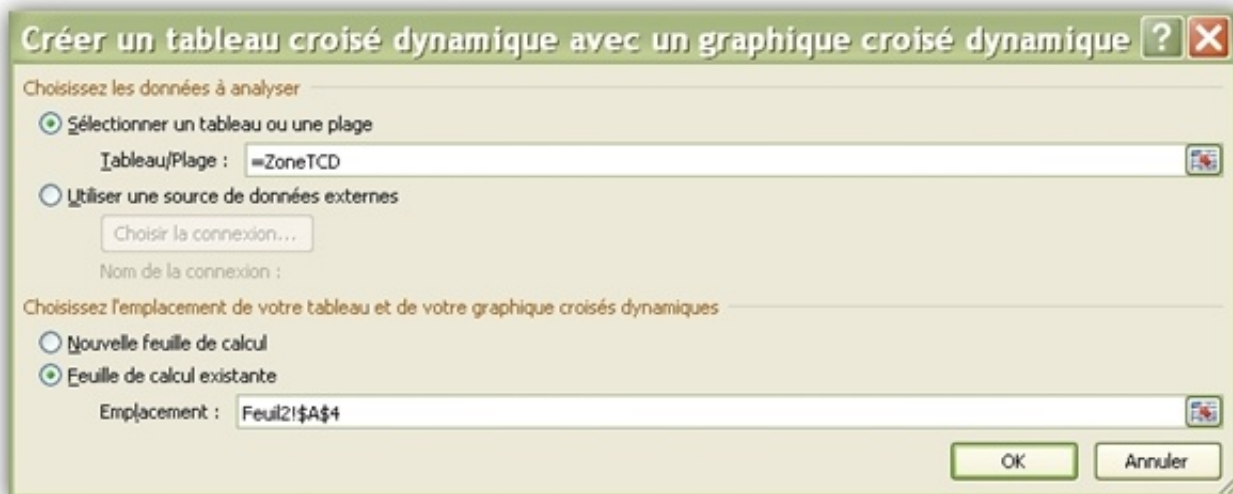 Créer un tableau croisé dynamique avec un graphique croisé dynamique ?
Choisissez les données à analyser
Sélectionner un tableau ou une plage
Tableau/Plage : =ZoneTCD
Utiliser une source de données externes
Choisir la connexion...
Nom de la connexion :
Choisissez l'emplacement de votre tableau et de votre graphique croisés dynamiques
Nouvelle feuille de calcul
Feuille de calcul existante
Emplacement : Feuil2!$A$4
OK Annuler